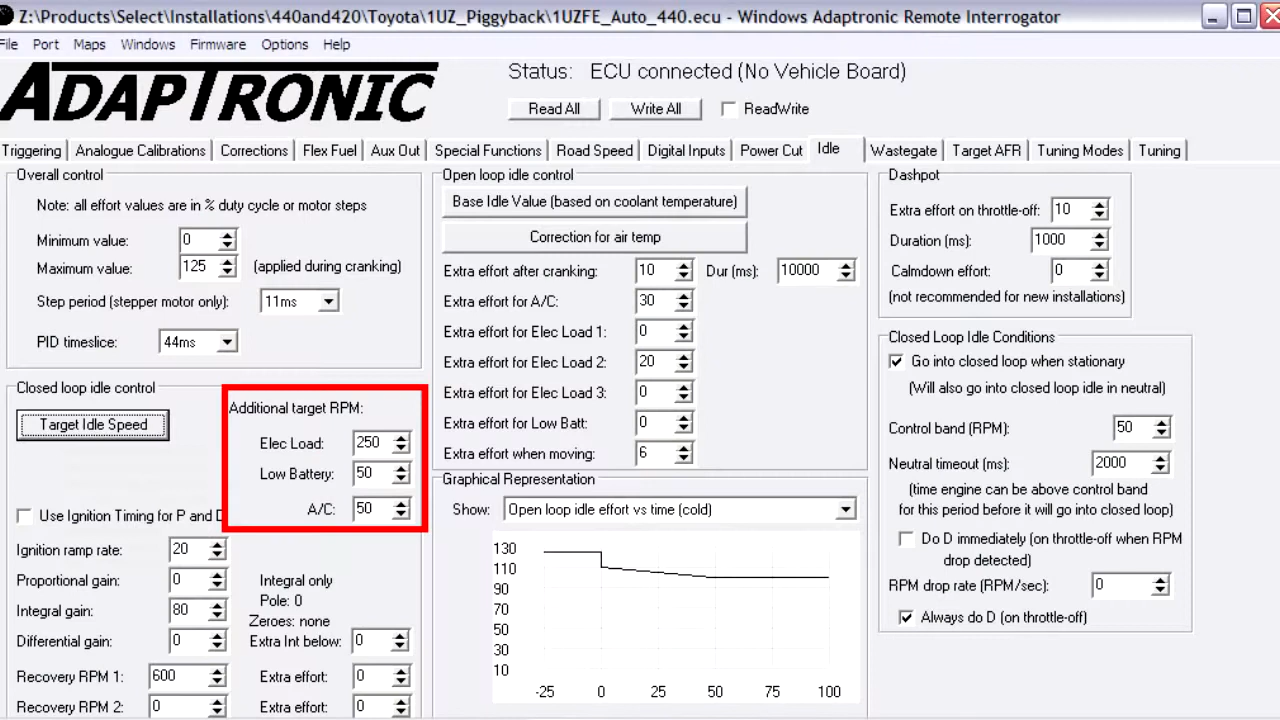 Z:\Products\Select\Installations\440and420\Toyota\1UZ_Piggyback\1UZFE_Auto_440.ecu - Windows Adaptronic Remote Interrogator
File Port Maps Windows Firmware Options Help
ADAPTRONIC
Status: ECU connected (No Vehicle Board)
Read All Write All ReadWrite
Triggering Analogue Calibrations Corrections Flex Fuel Aux Out Special Functions Road Speed Digital Inputs Power Cut Idle Wastegate Target AFR Tuning Modes Tuning
Overall control
Note: all effort values are in % duty cycle or motor steps
Minimum value: 0
Maximum value: 125 (applied during cranking)
Step period (stepper motor only): 11ms
PID timeslice: 44ms
Closed loop idle control
Target Idle Speed
Additional target RPM:
Elec Load: 250
Low Battery: 50
A/C: 50
Use Ignition Timing for P and D
Ignition ramp rate: 20
Proportional gain: 0
Integral gain: 80
Differential gain: 0
Integral only
Pole: 0
Zeroes: none
Extra Int below: 0
Recovery RPM 1: 600 Extra effort: 0
Recovery RPM 2: 0 Extra effort: 0
Open loop idle control
Base Idle Value (based on coolant temperature)
Correction for air temp
Extra effort after cranking: 10 Dur (ms): 10000
Extra effort for A/C: 30
Extra effort for Elec Load 1: 0
Extra effort for Elec Load 2: 20
Extra effort for Elec Load 3: 0
Extra effort for Low Batt: 0
Extra effort when moving: 6
Graphical Representation
Show: Open loop idle effort vs time (cold)
130
110
90
70
50
30
10
-25 0 25 50 75 100
Dashpot
Extra effort on throttle-off: 10
Duration (ms): 1000
Calmdown effort: 0
(not recommended for new installations)
Closed Loop Idle Conditions
Go into closed loop when stationary
(Will also go into closed loop idle in neutral)
Control band (RPM): 50
Neutral timeout (ms): 2000
(time engine can be above control band
for this period before it will go into closed loop)
Do D immediately (on throttle-off when RPM
drop detected)
RPM drop rate (RPM/sec): 0
Always do D (on throttle-off)